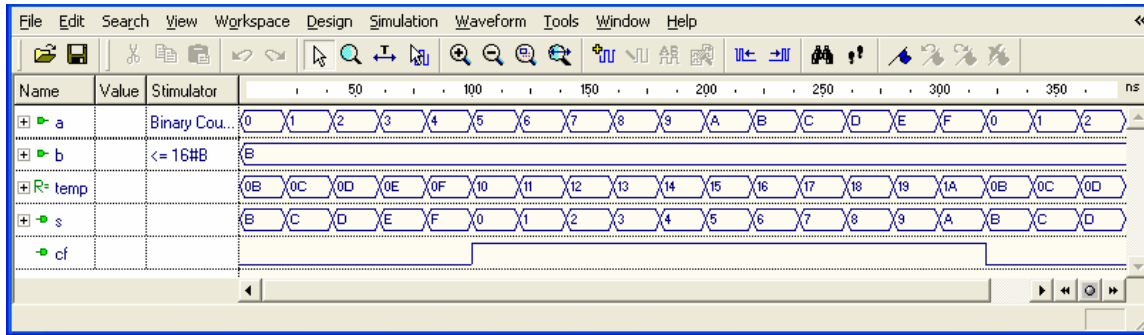 File Edit Search View Workspace Design Simulation Waveform Tools Window Help
Name Value Stimulator 50 100 150 200 250 300 350 ns
a Binary Cou... 0 1 2 3 4 5 6 7 8 9 A B C D E F 0 1 2
b <= 16#B B
R= temp 0B 0C 0D 0E 0F 10 11 12 13 14 15 16 17 18 19 1A 0B 0C 0D
s B C D E F 0 1 2 3 4 5 6 7 8 9 A B C D
cf